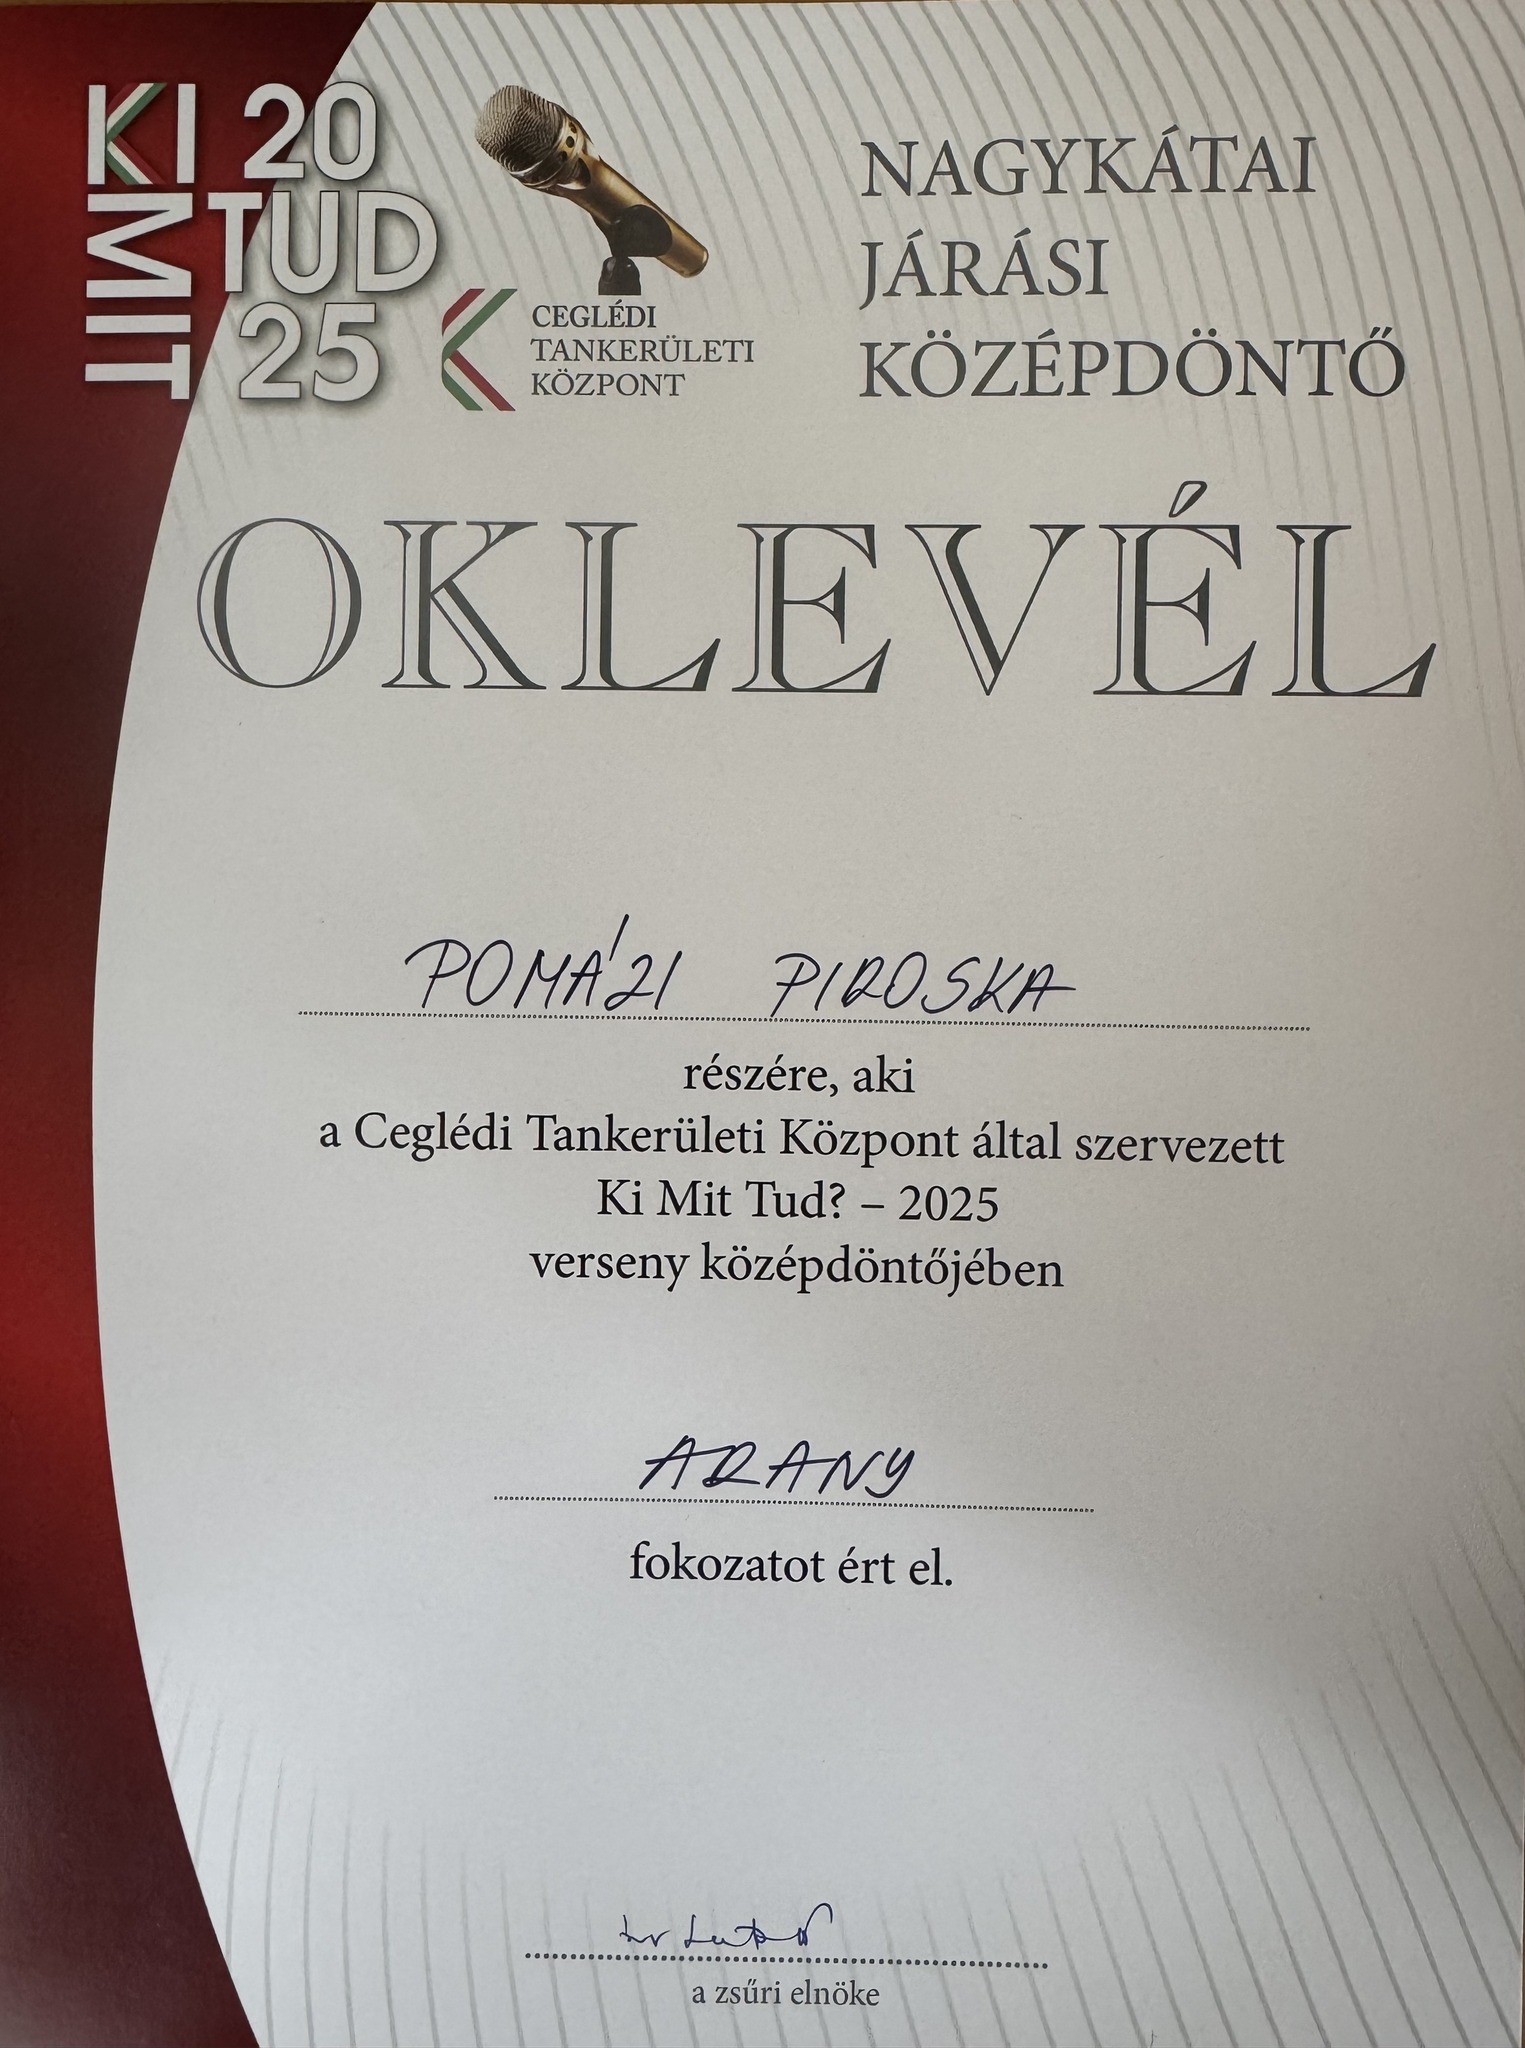 KI 20
MIT TUD
25
CEGLÉDI
TANKERÜLETI
KÖZPONT
NAGYKÁTAI
JÁRÁSI
KÖZÉPDÖNTŐ
OKLEVÉL
POMÁZI PIROSKA
részére, aki
a Ceglédi Tankerületi Központ által szervezett
Ki Mit Tud? – 2025
verseny középdöntőjében
ARANY
fokozatot ért el.
a zsűri elnöke